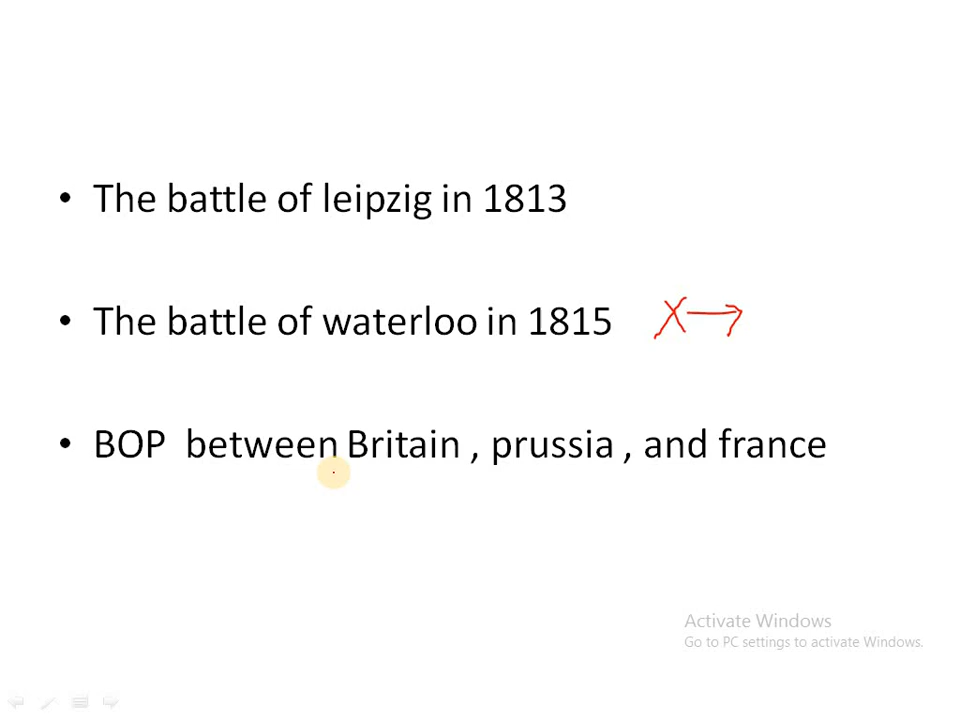 • The battle of leipzig in 1813
• The battle of waterloo in 1815 X→
• BOP between Britain , prussia , and france
Activate Windows
Go to PC settings to activate Windows.